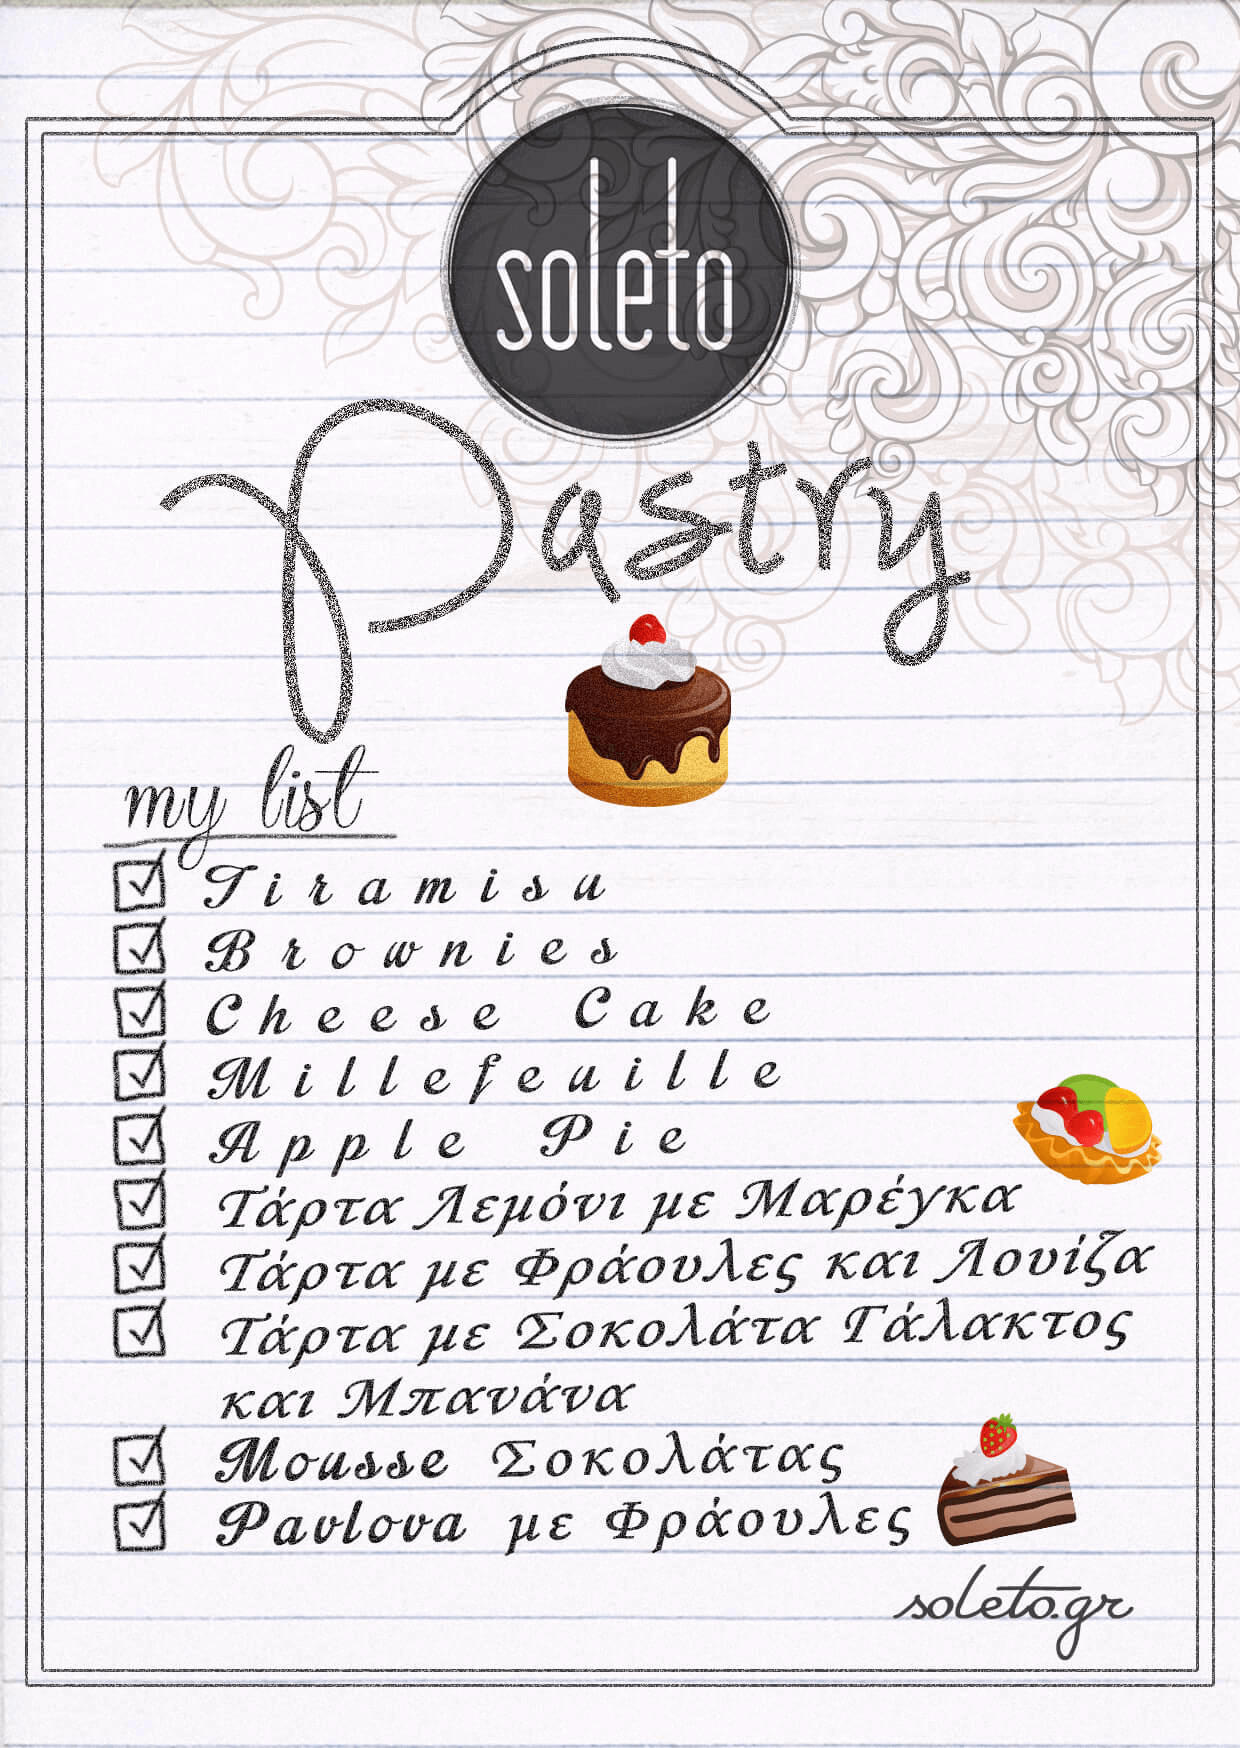 soleto
Pastry
my list
Tiramisu
Brownies
Cheese Cake
Millefeuille
Apple Pie
Τάρτα Λεμόνι με Μαρέγκα
Τάρτα με Φράουλες και Λουίζα
Τάρτα με Σοκολάτα Γάλακτος
και Μπανάνα
Mousse Σοκολάτας
Pavlova με Φράουλες
soleto.gr